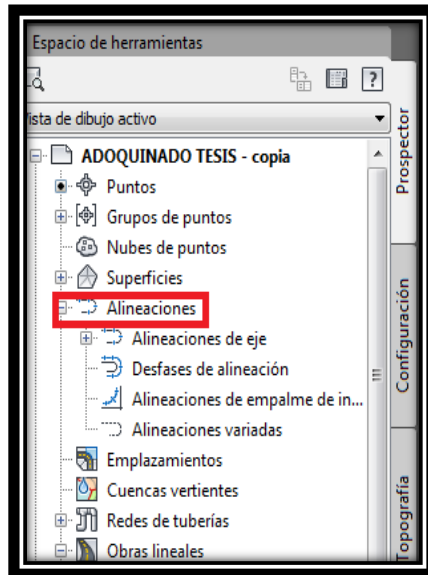 Espacio de herramientas
Vista de dibujo activo
ADOQUINADO TESIS - copia
Puntos
Grupos de puntos
Nubes de puntos
Superficies
Alineaciones
Alineaciones de eje
Desfases de alineación
Alineaciones de empalme de in...
Alineaciones variadas
Emplazamientos
Cuencas vertientes
Redes de tuberías
Obras lineales
Prospector
Configuración
Topografía